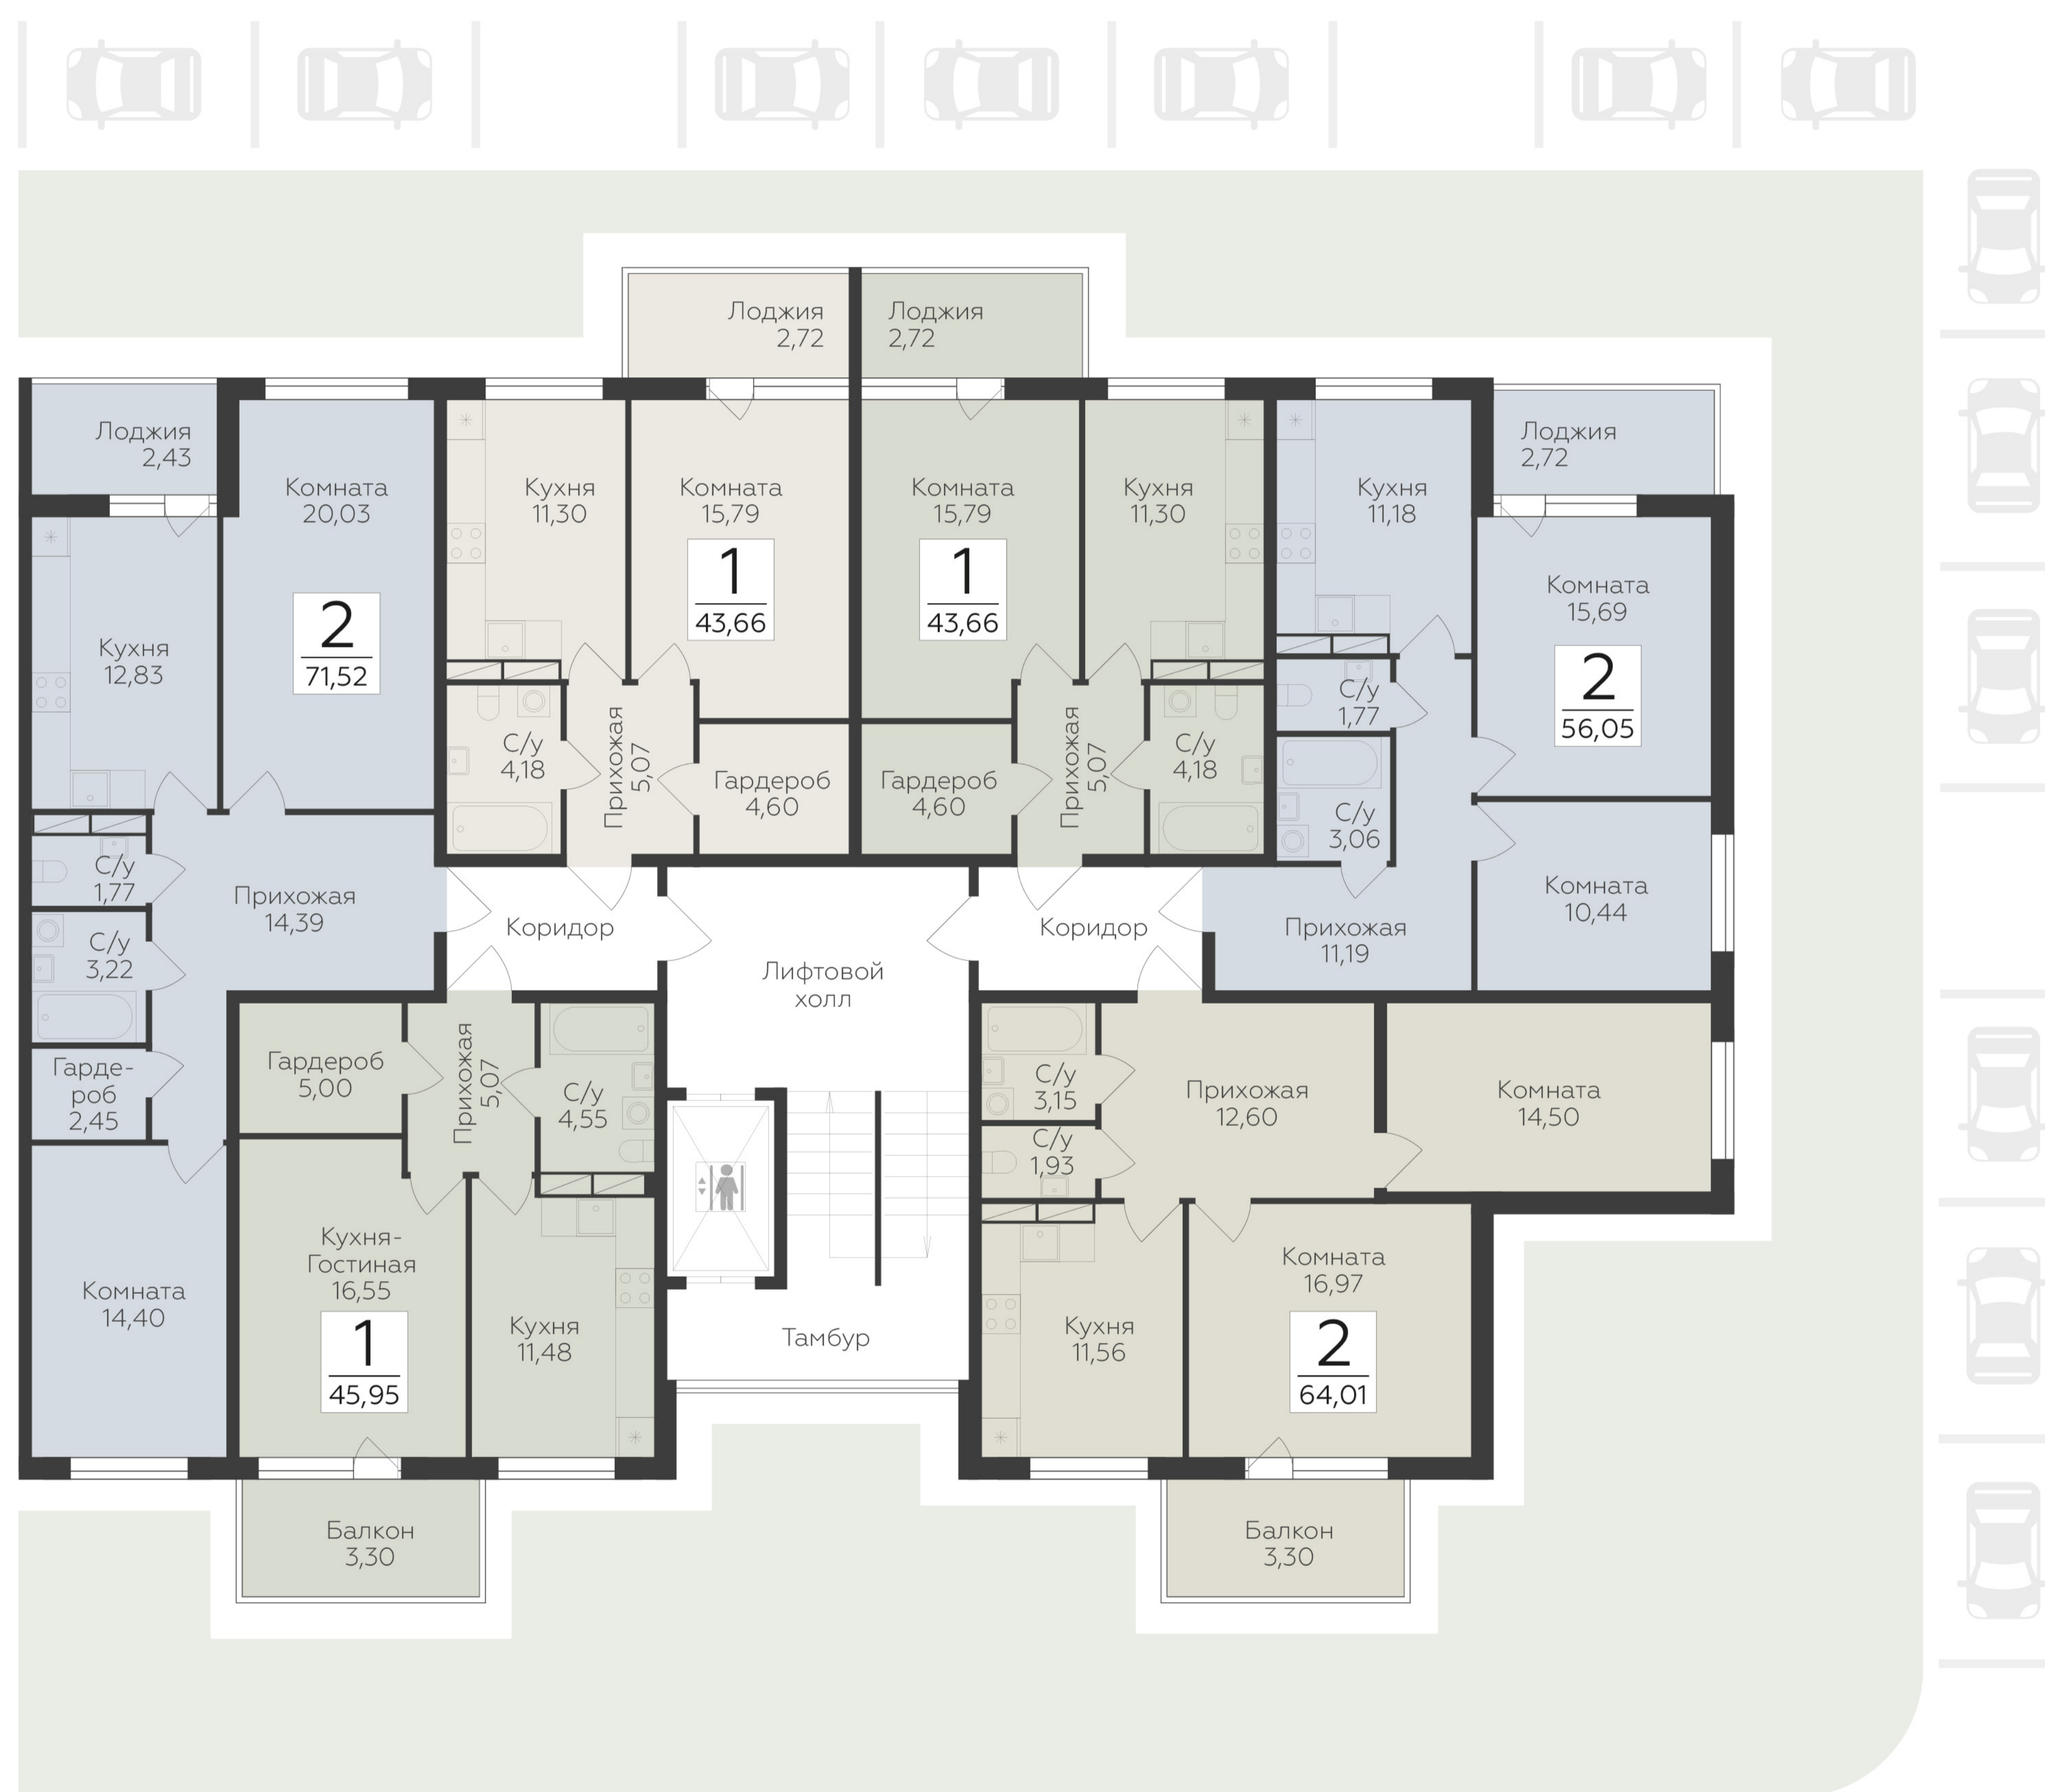 Лоджия
2,72
Лоджия
2,72
Лоджия
2,43
Комната
20,03
2
71,52
Кухня
12,83
С/у
1,77
С/у
3,22
Гарде-
роб
2,45
Прихожая
14,39
Комната
14,40
Кухня
11,30
Комната
15,79
1
43,66
С/у
4,18
Прихожая
5,07
Гардероб
4,60
Комната
15,79
1
43,66
Кухня
11,30
Гардероб
4,60
Прихожая
5,07
С/у
4,18
Кухня
11,18
Лоджия
2,72
Комната
15,69
2
56,05
С/у
1,77
С/у
3,06
Комната
10,44
Прихожая
11,19
Коридор
Коридор
Лифтовой
холл
Гардероб
5,00
Прихожая
5,07
С/у
4,55
Кухня-
Гостиная
16,55
1
45,95
Кухня
11,48
Балкон
3,30
Тамбур
С/у
3,15
С/у
1,93
Прихожая
12,60
Комната
14,50
Кухня
11,56
Комната
16,97
2
64,01
Балкон
3,30